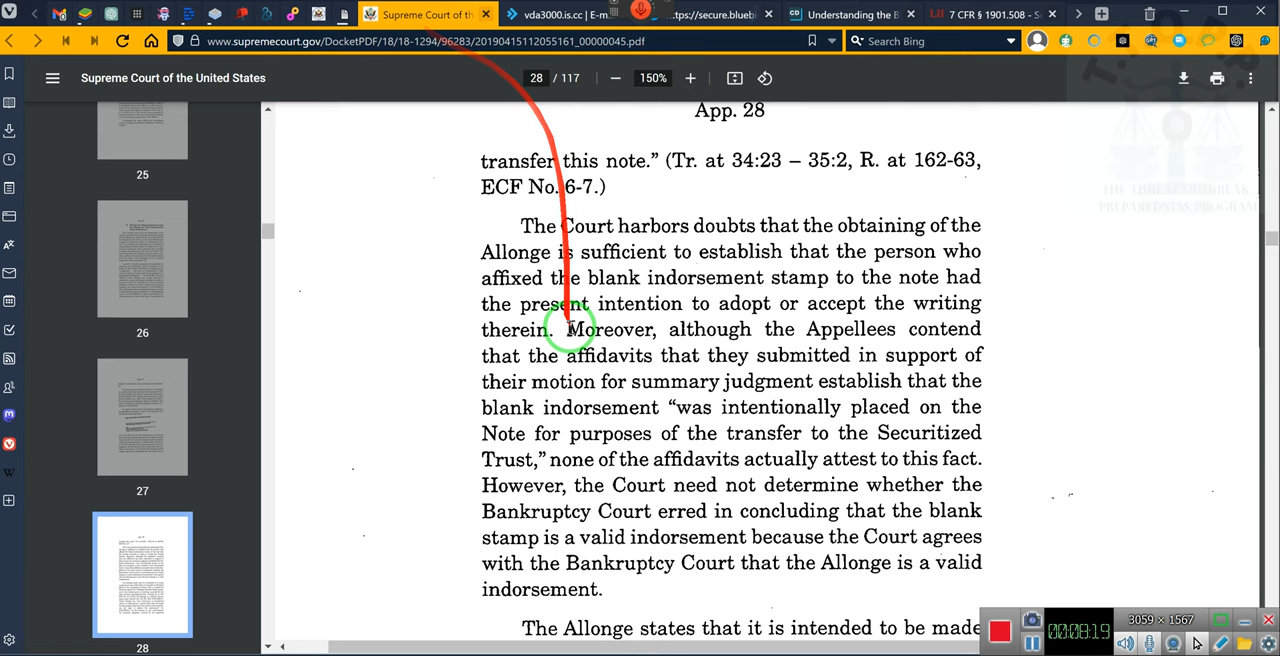 Supreme Court of th
vda3000.is.cc | E-m
https://secure.blueb
Understanding the B
7 CFR § 1901.508 - S
www.supremecourt.gov/DocketPDF/18/18-1294/96283/20190415112055161_00000045.pdf
Search Bing
Supreme Court of the United States
28 / 117
150%
25
26
27
28
App. 28
transfer this note.” (Tr. at 34:23 – 35:2, R. at 162-63,
ECF No. 6-7.)
The Court harbors doubts that the obtaining of the
Allonge is sufficient to establish that the person who
affixed the blank indorsement stamp to the note had
the present intention to adopt or accept the writing
therein. Moreover, although the Appellees contend
that the affidavits that they submitted in support of
their motion for summary judgment establish that the
blank indorsement “was intentionally placed on the
Note for purposes of the transfer to the Securitized
Trust,” none of the affidavits actually attest to this fact.
However, the Court need not determine whether the
Bankruptcy Court erred in concluding that the blank
stamp is a valid indorsement because the Court agrees
with the Bankruptcy Court that the Allonge is a valid
indorsement.
The Allonge states that it is intended to be made
T.T.O.P.P.
THE THREAT OUTBREAK
PREPAREDNESS PROGRAM
3059 × 1567
00:08:19